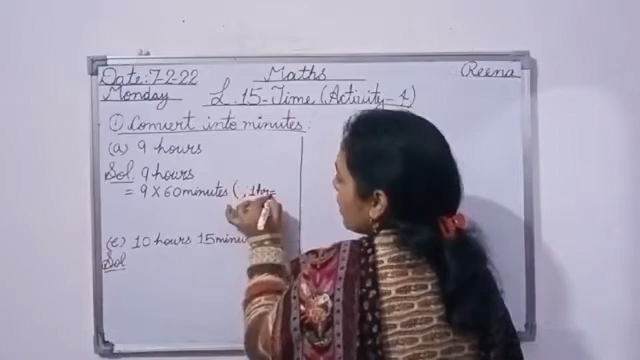 Date:7-2-22 Maths Reena
Monday L.15-Time (Activity-1)
① Convert into minutes:
(a) 9 hours
Sol. 9 hours
= 9 X 60 minutes (∵ 1hr=
(e) 10 hours 15 minu
Sol